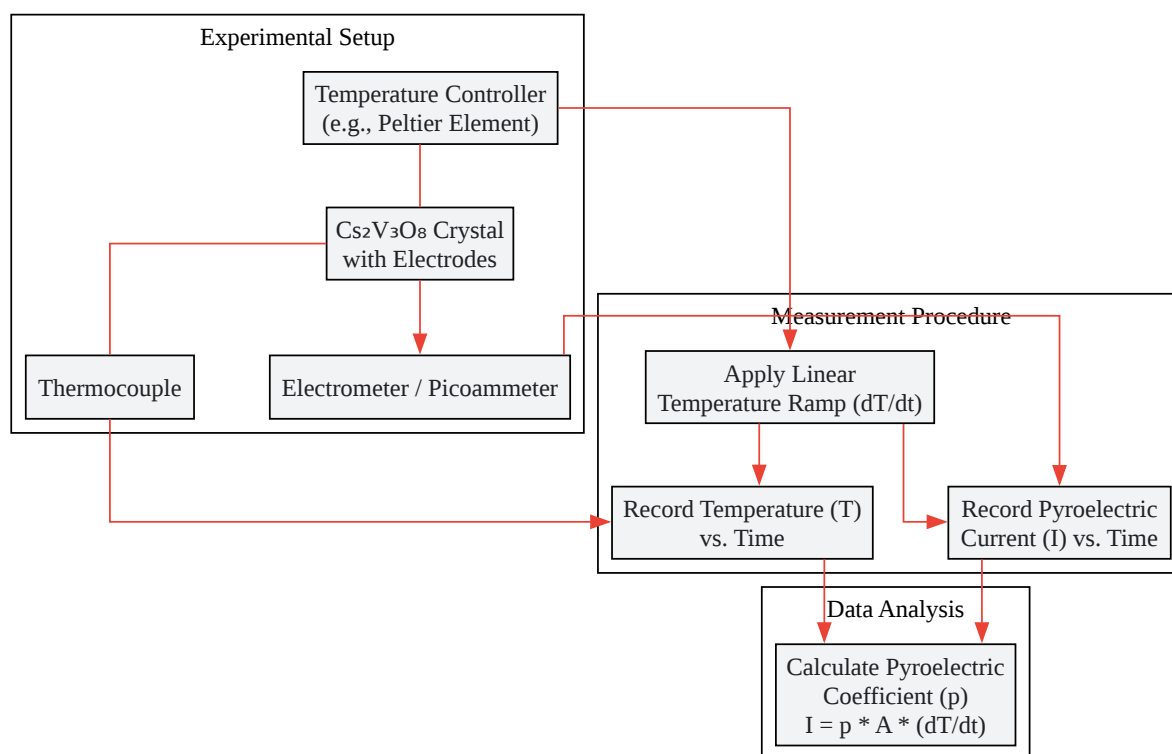 Experimental Setup
Temperature Controller
(e.g., Peltier Element)
Cs₂V₃O₈ Crystal
with Electrodes
Thermocouple
Electrometer / Picoammeter
Measurement Procedure
Apply Linear
Temperature Ramp (dT/dt)
Record Temperature (T)
vs. Time
Record Pyroelectric
Current (I) vs. Time
Data Analysis
Calculate Pyroelectric
Coefficient (p)
I = p * A * (dT/dt)